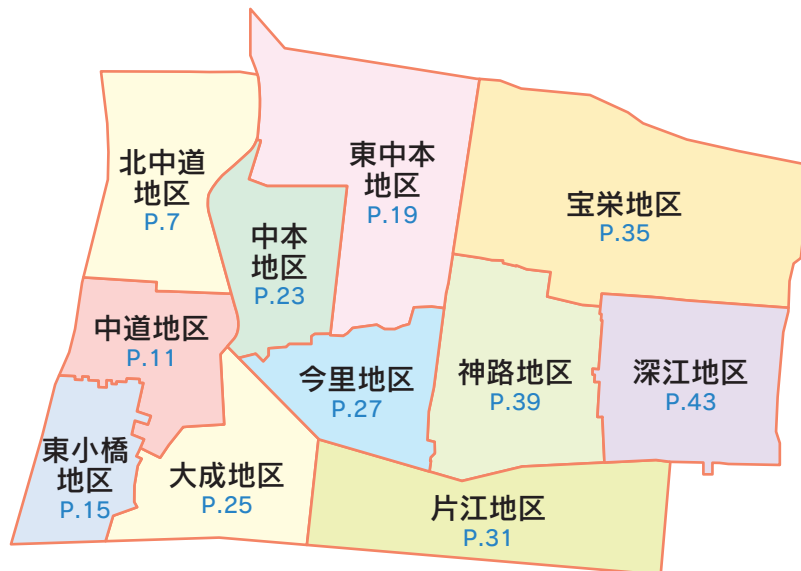 北中道
地区
P.7
東中本
地区
P.19
宝栄地区
P.35
中本
地区
P.23
中道地区
P.11
今里地区
P.27
神路地区
P.39
深江地区
P.43
東小橋
地区
P.15
大成地区
P.25
片江地区
P.31